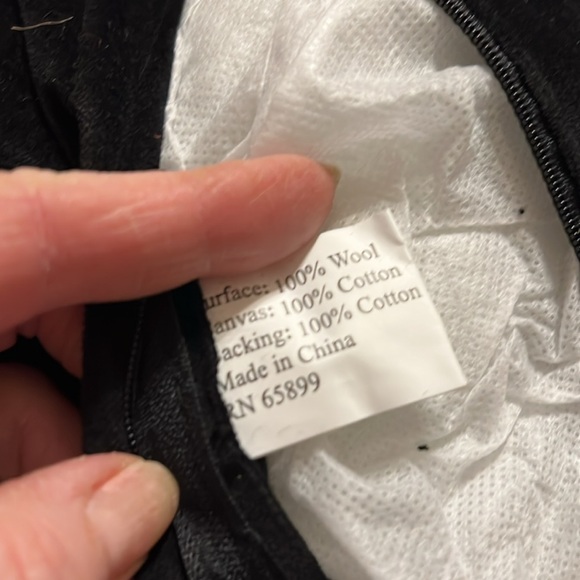 urface: 100% Wool
anvas: 100% Cotton
acking: 100% Cotton
Made in China
RN 65899